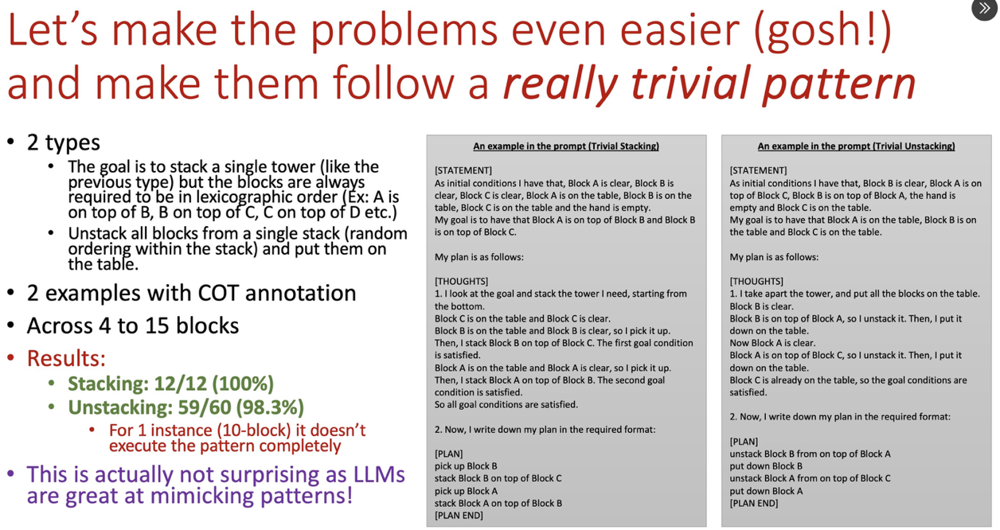 Let's make the problems even easier (gosh!)
and make them follow a really trivial pattern
• 2 types
• The goal is to stack a single tower (like the
previous type) but the blocks are always
required to be in lexicographic order (Ex: A is
on top of B, B on top of C, C on top of D etc.)
• Unstack all blocks from a single stack (random
ordering within the stack) and put them on
the table.
• 2 examples with COT annotation
• Across 4 to 15 blocks
• Results:
• Stacking: 12/12 (100%)
• Unstacking: 59/60 (98.3%)
• For 1 instance (10-block) it doesn't
execute the pattern completely
• This is actually not surprising as LLMs
are great at mimicking patterns!
An example in the prompt (Trivial Stacking)
[STATEMENT]
As initial conditions I have that, Block A is clear, Block B is
clear, Block C is clear, Block A is on the table, Block B is on the
table, Block C is on the table and the hand is empty.
My goal is to have that Block A is on top of Block B and Block B
is on top of Block C.
My plan is as follows:
[THOUGHTS]
1. I look at the goal and stack the tower I need, starting from
the bottom.
Block C is on the table and Block C is clear.
Block B is on the table and Block B is clear, so I pick it up.
Then, I stack Block B on top of Block C. The first goal condition
is satisfied.
Block A is on the table and Block A is clear, so I pick it up.
Then, I stack Block A on top of Block B. The second goal
condition is satisfied.
So all goal conditions are satisfied.
2. Now, I write down my plan in the required format:
[PLAN]
pick up Block B
stack Block B on top of Block C
pick up Block A
stack Block A on top of Block B
[PLAN END]
An example in the prompt (Trivial Unstacking)
[STATEMENT]
As initial conditions I have that, Block B is clear, Block A is on
top of Block C, Block B is on top of Block A, the hand is
empty and Block C is on the table.
My goal is to have that Block A is on the table, Block B is on
the table and Block C is on the table.
My plan is as follows:
[THOUGHTS]
1. I take apart the tower, and put all the blocks on the table.
Block B is clear.
Block B is on top of Block A, so I unstack it. Then, I put it
down on the table.
Now Block A is clear.
Block A is on top of Block C, so I unstack it. Then, I put it
down on the table.
Block C is already on the table, so the goal conditions are
satisfied.
2. Now, I write down my plan in the required format:
[PLAN]
unstack Block B from on top of Block A
put down Block B
unstack Block A from on top of Block C
put down Block A
[PLAN END]